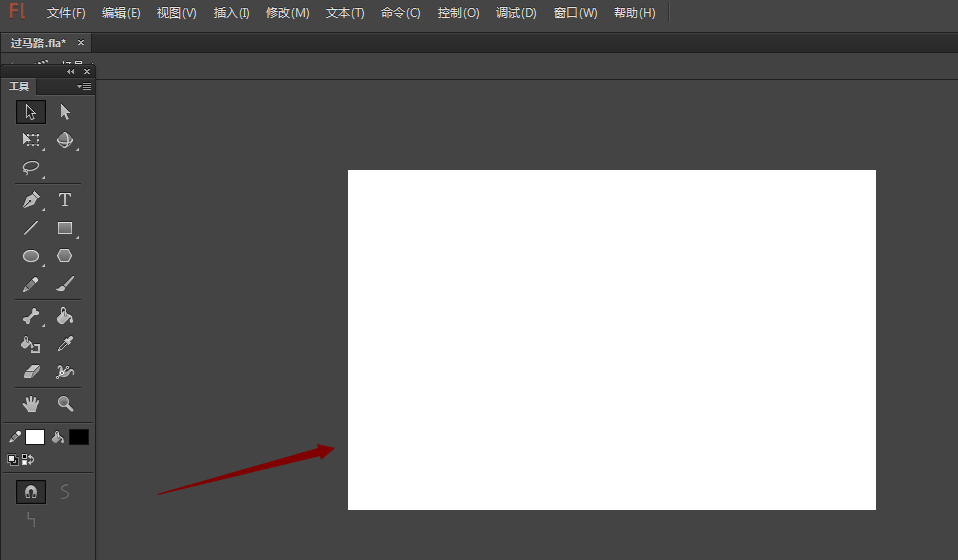 Fl 文件(F) 编辑(E) 视图(V) 插入(I) 修改(M) 文本(T) 命令(C) 控制(O) 调试(D) 窗口(W) 帮助(H)
过马路.fla* ×
工具
T